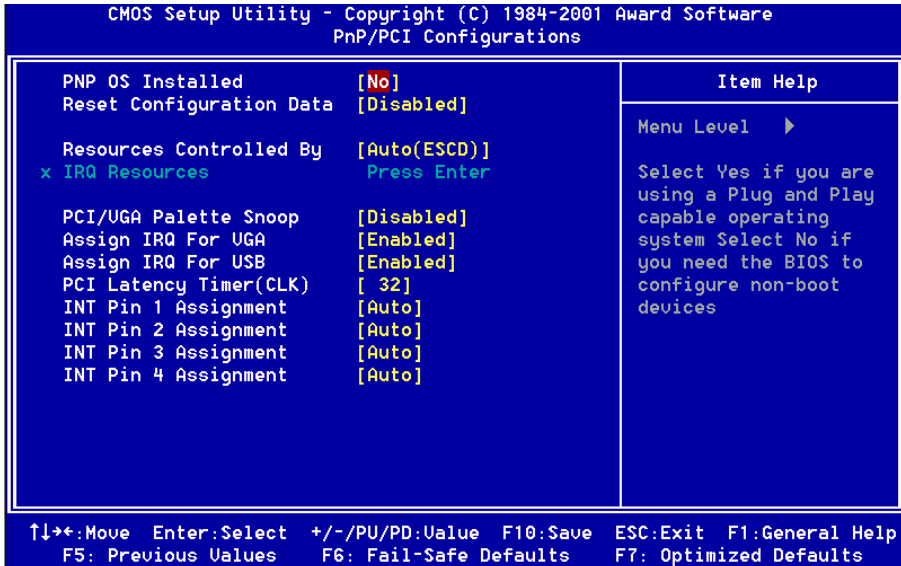 CMOS Setup Utility - Copyright (C) 1984-2001 Award Software
PnP/PCI Configurations
PNP OS Installed [No]
Reset Configuration Data [Disabled]
Resources Controlled By [Auto(ESCD)]
x IRQ Resources Press Enter
PCI/VGA Palette Snoop [Disabled]
Assign IRQ For VGA [Enabled]
Assign IRQ For USB [Enabled]
PCI Latency Timer(CLK) [ 32]
INT Pin 1 Assignment [Auto]
INT Pin 2 Assignment [Auto]
INT Pin 3 Assignment [Auto]
INT Pin 4 Assignment [Auto]
Item Help
Menu Level ▶
Select Yes if you are
using a Plug and Play
capable operating
system Select No if
you need the BIOS to
configure non-boot
devices
↑↓→←:Move Enter:Select +/-/PU/PD:Value F10:Save ESC:Exit F1:General Help
F5: Previous Values F6: Fail-Safe Defaults F7: Optimized Defaults